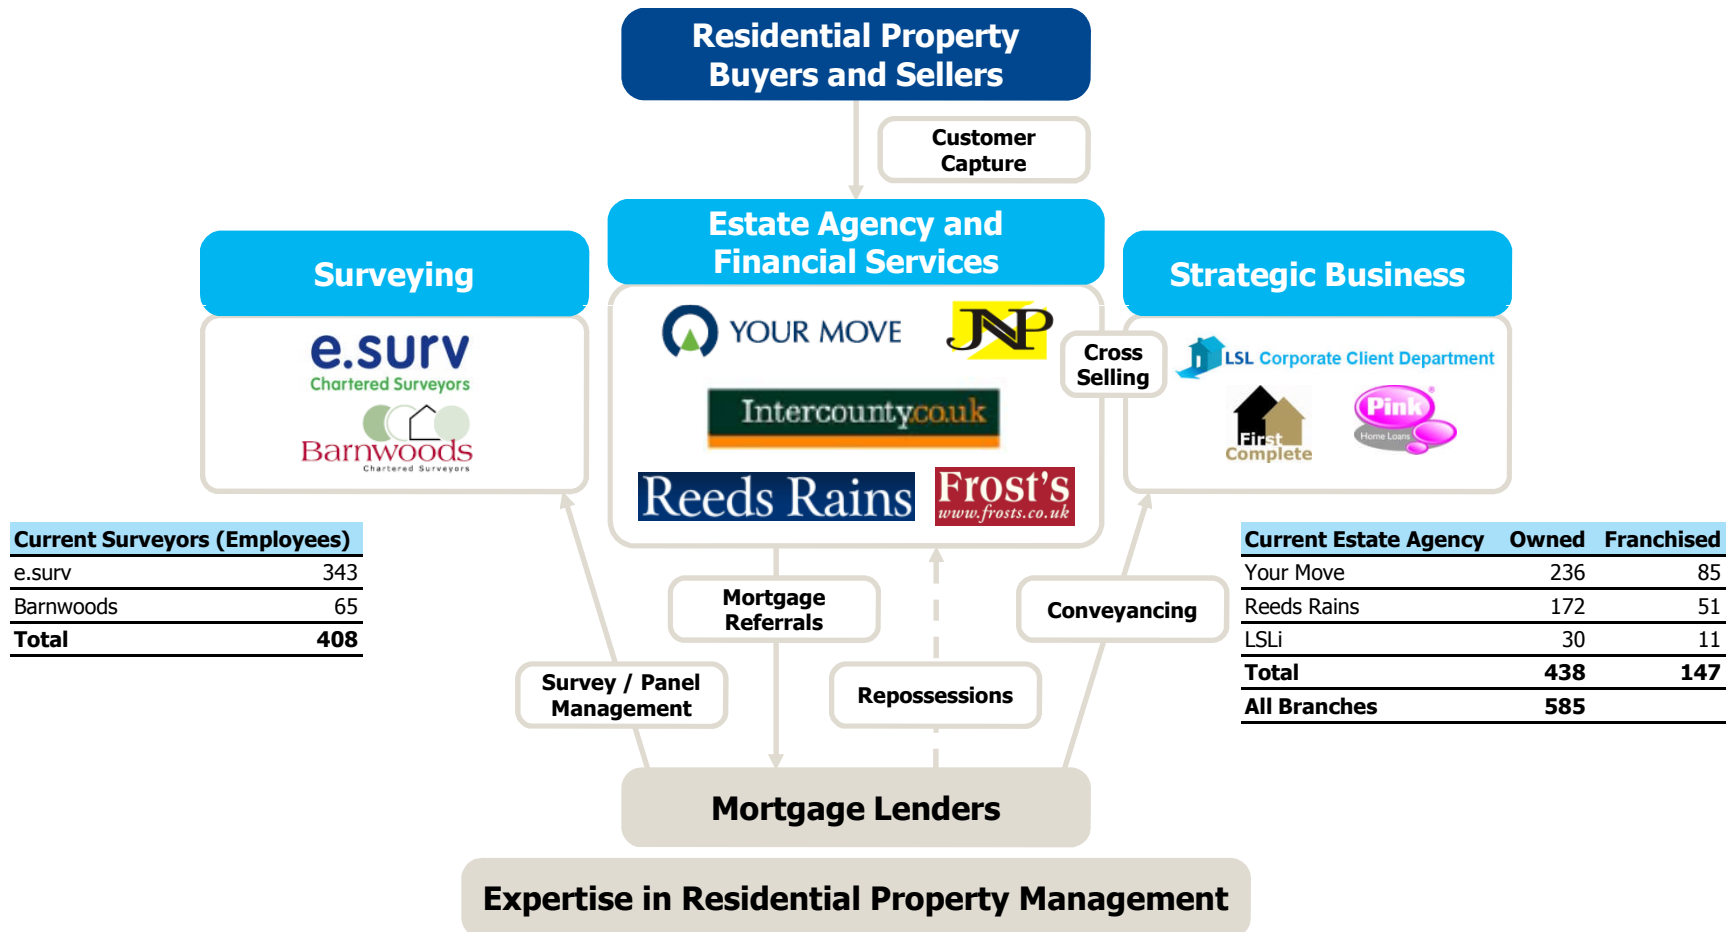 Residential Property
Buyers and Sellers
Customer
Capture
Surveying
Estate Agency and
Financial Services
Strategic Business
e.surv
Chartered Surveyors
Barnwoods
Chartered Surveyors
YOUR MOVE
JNP
Intercounty.co.uk
Reeds Rains
Frost's
www.frosts.co.uk
Cross
Selling
LSL Corporate Client Department
First
Complete
Pink®
Home Loans
Current Surveyors (Employees)
e.surv 343
Barnwoods 65
Total 408
Mortgage
Referrals
Survey / Panel
Management
Repossessions
Conveyancing
Current Estate Agency Owned Franchised
Your Move 236 85
Reeds Rains 172 51
LSLi 30 11
Total 438 147
All Branches 585
Mortgage Lenders
Expertise in Residential Property Management